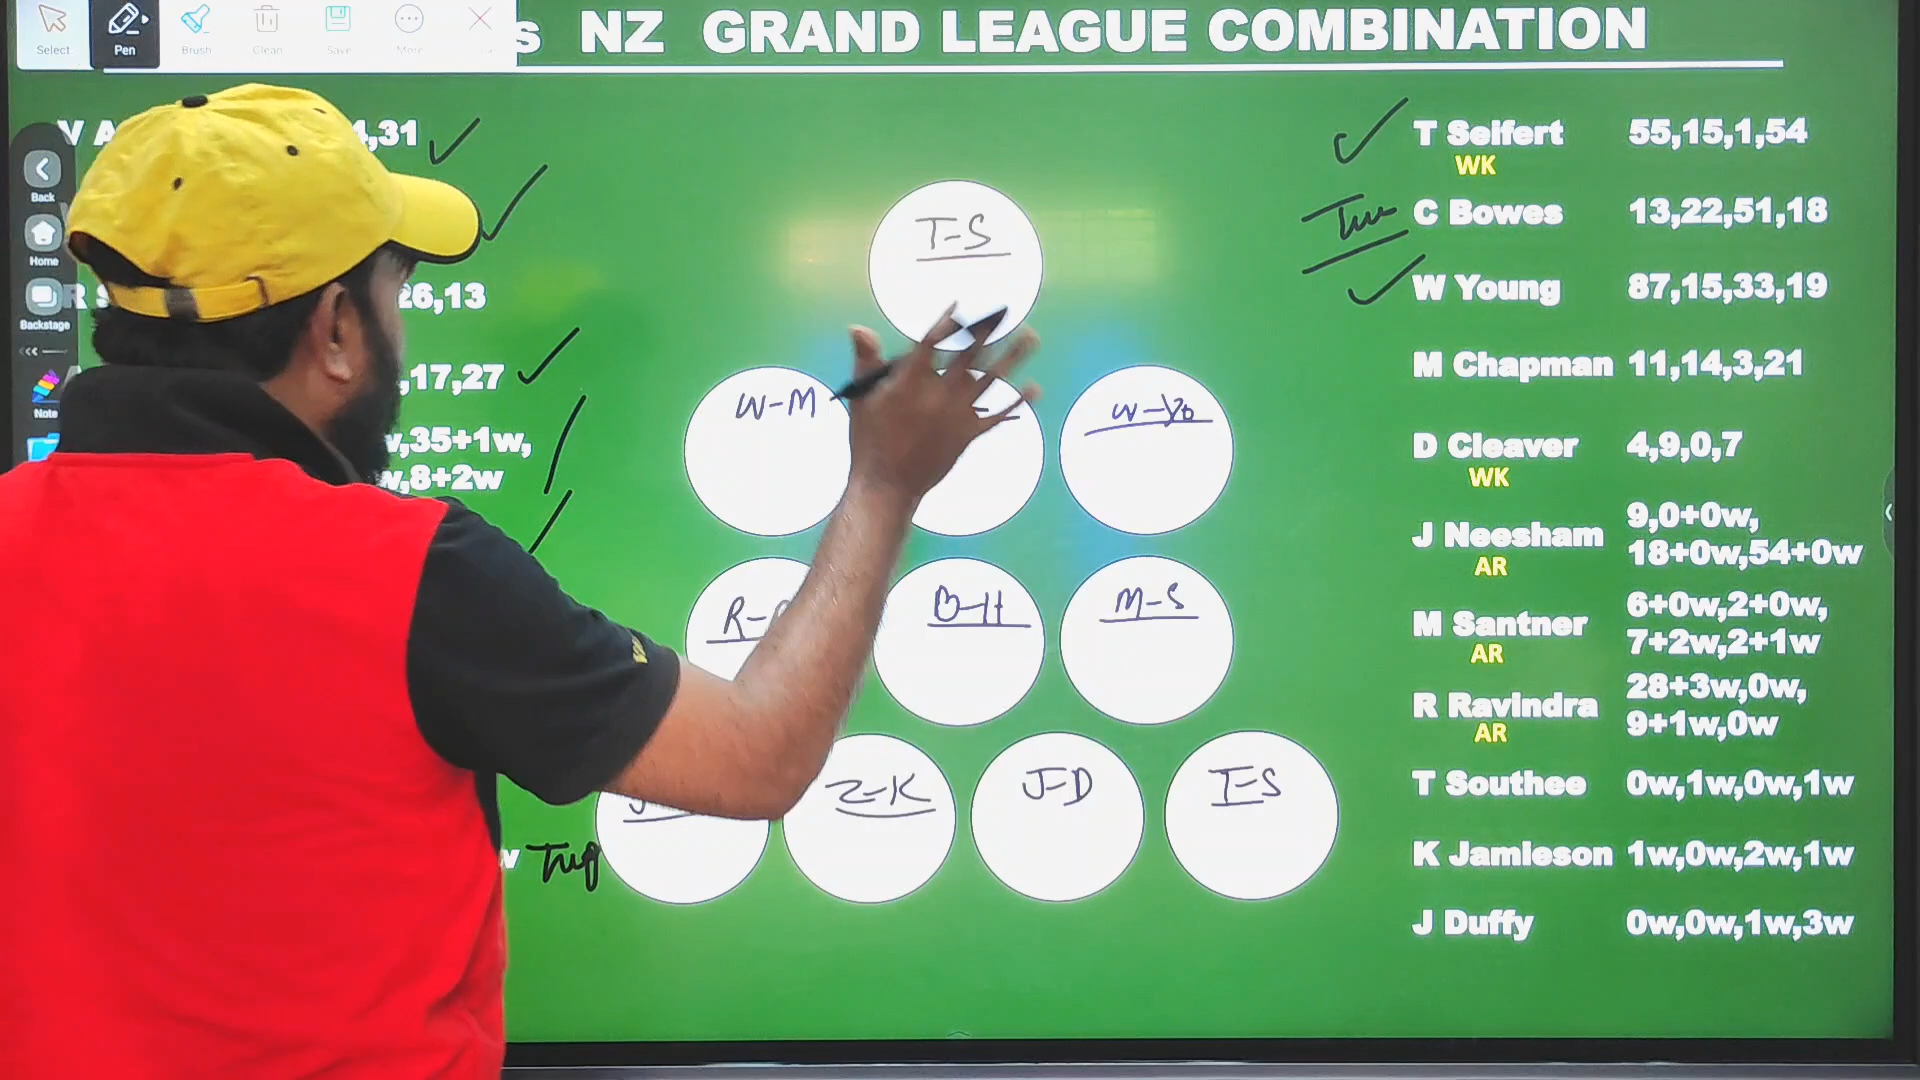 Select
Pen
Brush
Clean
Save
More
s NZ GRAND LEAGUE COMBINATION
V A
4,31
Back
Home
Backstage
R S
26,13
,17,27
Note
,35+1w,
,8+2w
T-S
W-M
W-Yo
R-
B-H
M-S
Z-K
J-D
T-S
T Seifert 55,15,1,54
WK
C Bowes 13,22,51,18
W Young 87,15,33,19
M Chapman 11,14,3,21
D Cleaver 4,9,0,7
WK
J Neesham 9,0+0w,
18+0w,54+0w
AR
M Santner 6+0w,2+0w,
7+2w,2+1w
AR
R Ravindra 28+3w,0w,
9+1w,0w
AR
T Southee 0w,1w,0w,1w
K Jamieson 1w,0w,2w,1w
J Duffy 0w,0w,1w,3w